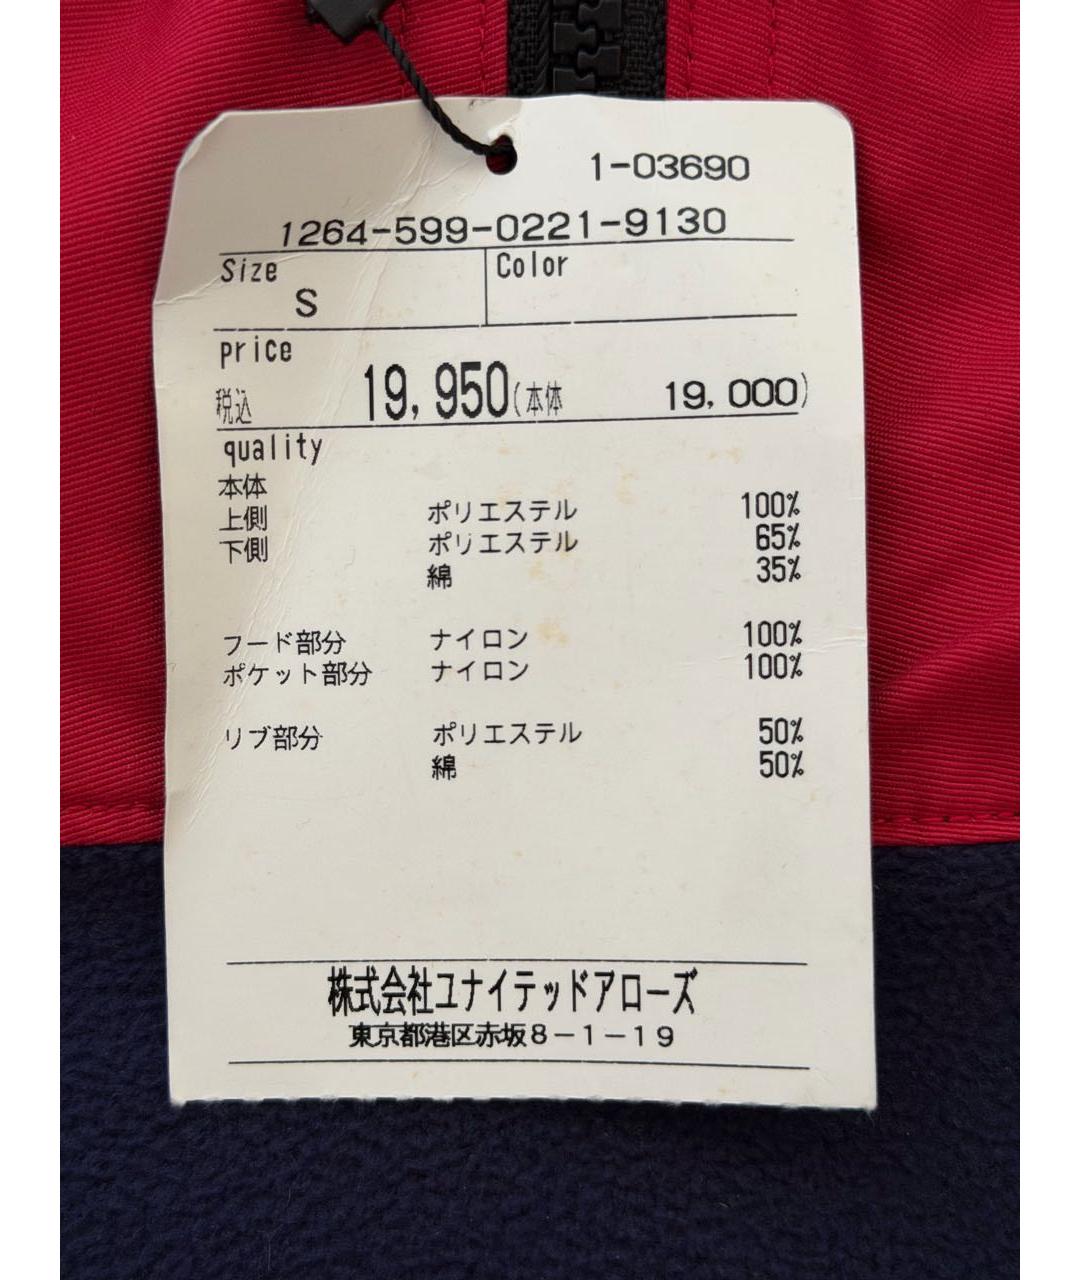 1-03690
1264-599-0221-9130
Size Color
S
price
税込 19,950(本体 19,000)
quality
本体
上側 ポリエステル 100%
下側 ポリエステル 65%
綿 35%
フード部分 ナイロン 100%
ポケット部分 ナイロン 100%
リブ部分 ポリエステル 50%
綿 50%
株式会社ユナイテッドアローズ
東京都港区赤坂8-1-19